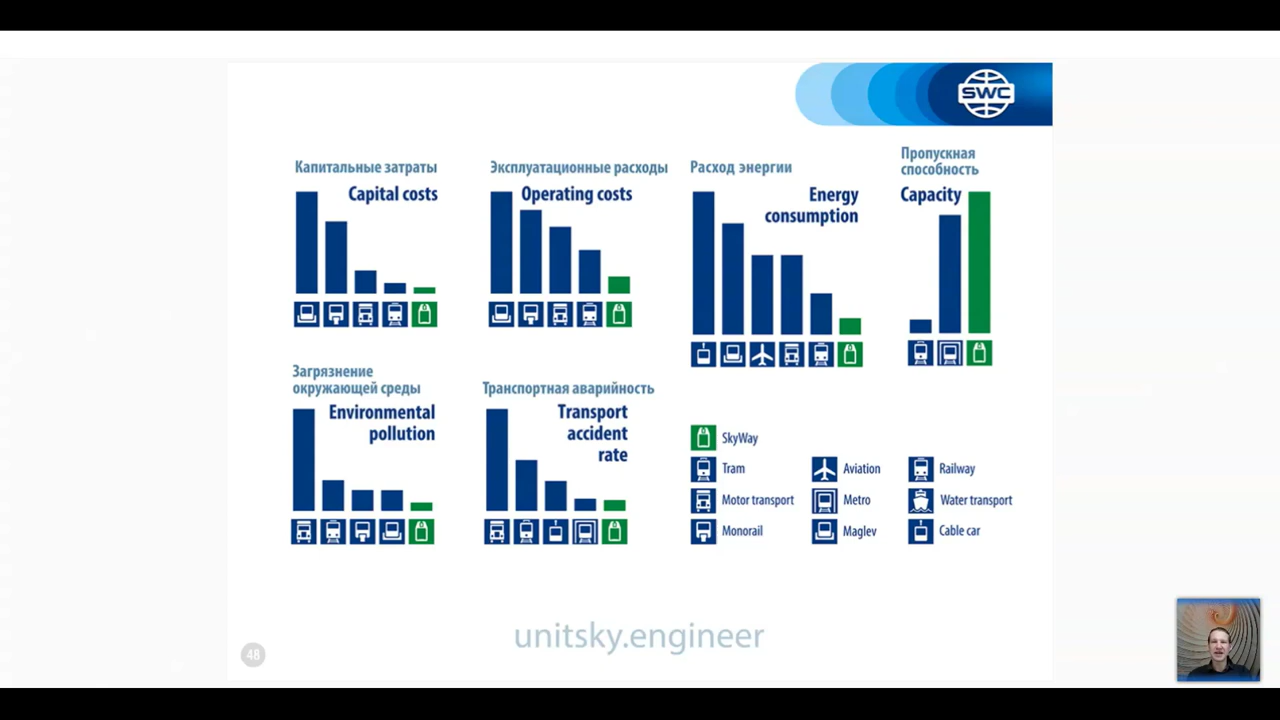 SWC
Капитальные затраты
Capital costs
Эксплуатационные расходы
Operating costs
Расход энергии
Energy
consumption
Пропускная
способность
Capacity
Загрязнение
окружающей среды
Environmental
pollution
Транспортная аварийность
Transport
accident
rate
SkyWay
Tram
Aviation
Railway
Motor transport
Metro
Water transport
Monorail
Maglev
Cable car
unitsky.engineer
48